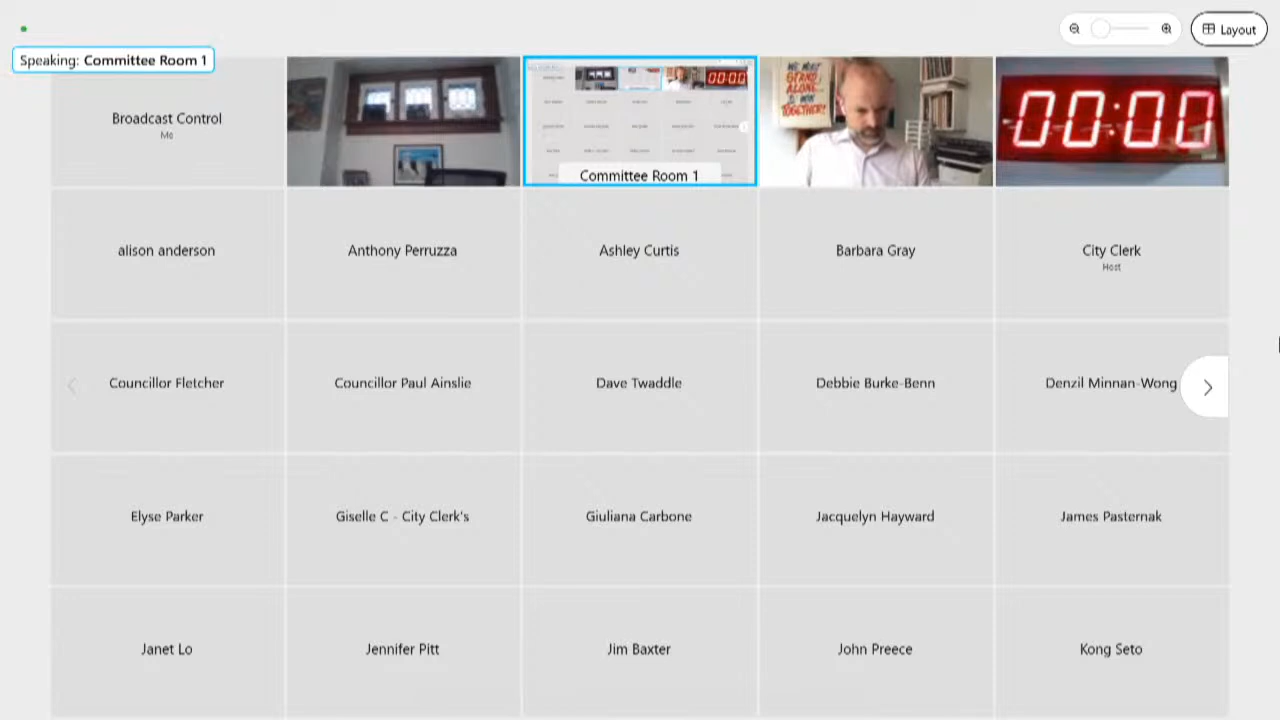 Layout
Speaking: Committee Room 1
Broadcast Control
Me
Committee Room 1
WE MUST
STAND
ALONE...
TOGETHER!
00:00
00:00
alison anderson
Anthony Perruzza
Ashley Curtis
Barbara Gray
City Clerk
Host
Councillor Fletcher
Councillor Paul Ainslie
Dave Twaddle
Debbie Burke-Benn
Denzil Minnan-Wong
Elyse Parker
Giselle C - City Clerk's
Giuliana Carbone
Jacquelyn Hayward
James Pasternak
Janet Lo
Jennifer Pitt
Jim Baxter
John Preece
Kong Seto